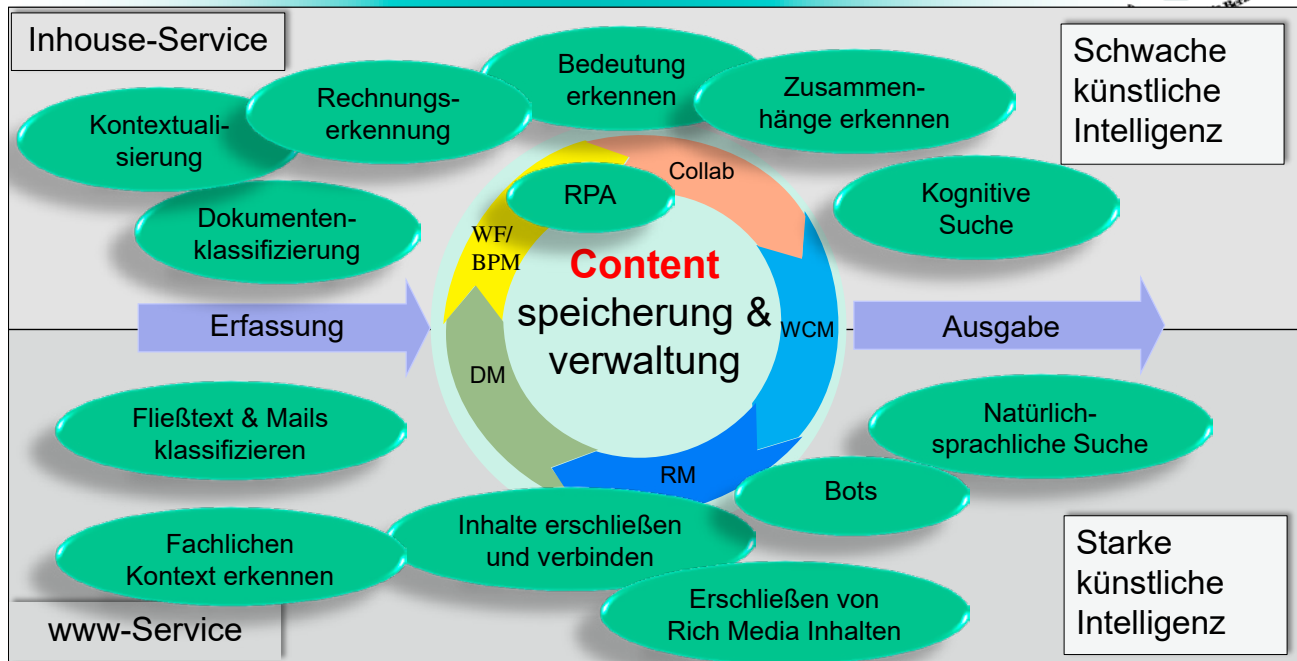 Inhouse-Service
Schwache
künstliche
Intelligenz
Bedeutung
erkennen
Zusammen-
hänge erkennen
Rechnungs-
erkennung
Kontextuali-
sierung
Dokumenten-
klassifizierung
Kognitive
Suche
Collab
RPA
WF/
BPM
Content
speicherung &
verwaltung
WCM
DM
RM
Erfassung
Ausgabe
Fließtext & Mails
klassifizieren
Natürlich-
sprachliche Suche
Bots
Inhalte erschließen
und verbinden
Fachlichen
Kontext erkennen
Erschließen von
Rich Media Inhalten
www-Service
Starke
künstliche
Intelligenz